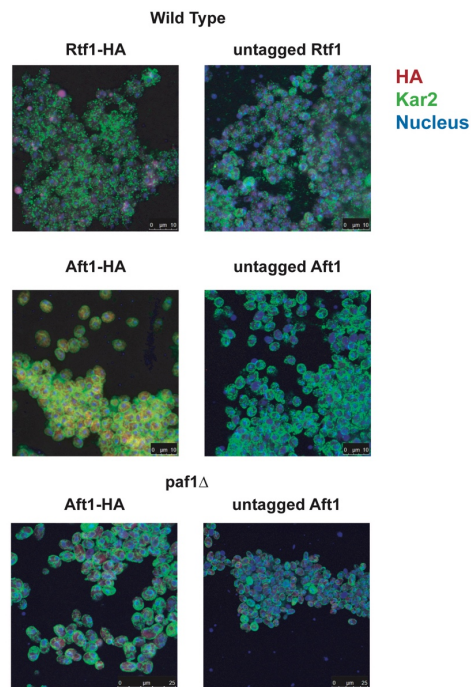 Wild Type
Rtf1-HA untagged Rtf1
HA
Kar2
Nucleus
0 µm 10 0 µm 10
Aft1-HA untagged Aft1
0 µm 10 0 µm 10
paf1Δ
Aft1-HA untagged Aft1
0 µm 25 0 µm 25